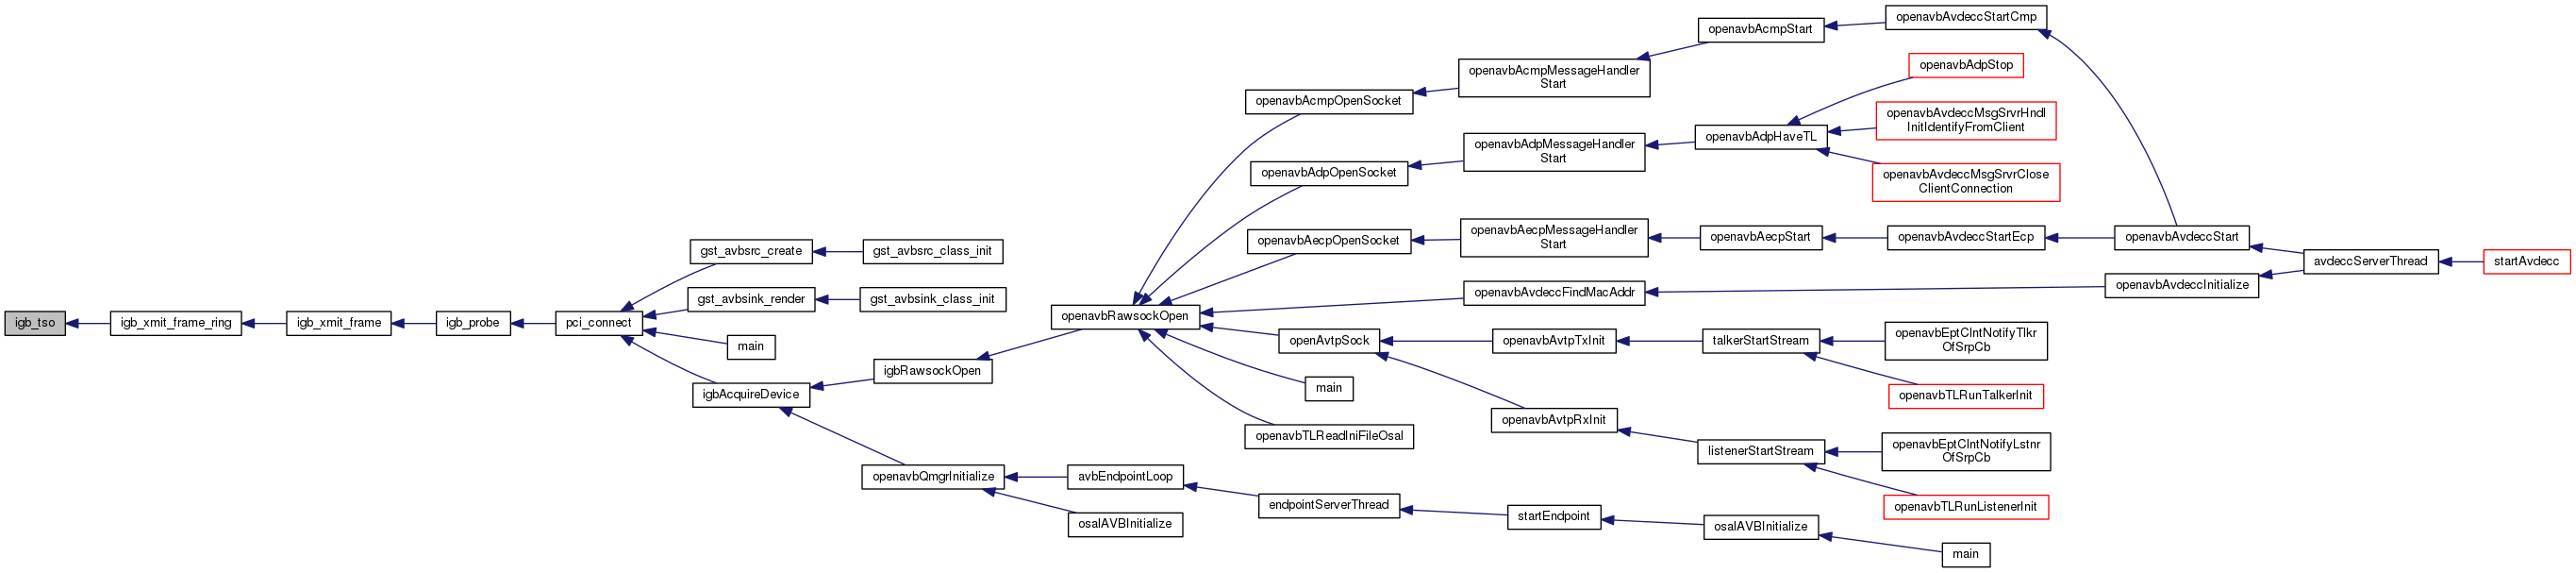 igb_tso
igb_xmit_frame_ring
igb_xmit_frame
igb_probe
pci_connect
gst_avbsrc_create
gst_avbsrc_class_init
gst_avbsink_render
gst_avbsink_class_init
main
igbAcquireDevice
igbRawsockOpen
openavbRawsockOpen
openavbAcmpOpenSocket
openavbAcmpMessageHandler
Start
openavbAcmpStart
openavbAvdeccStartCmp
openavbAdpOpenSocket
openavbAdpMessageHandler
Start
openavbAdpHaveTL
openavbAdpStop
openavbAvdeccMsgSrvrHndl
InitIdentifyFromClient
openavbAvdeccMsgSrvrClose
ClientConnection
openavbAecpOpenSocket
openavbAecpMessageHandler
Start
openavbAecpStart
openavbAvdeccStartEcp
openavbAvdeccStart
avdeccServerThread
startAvdecc
openavbAvdeccFindMacAddr
openavbAvdeccInitialize
openAvtpSock
openavbAvtpTxInit
talkerStartStream
openavbEptClntNotifyTlkr
OfSrpCb
openavbTLRunTalkerInit
main
openavbAvtpRxInit
listenerStartStream
openavbEptClntNotifyLstnr
OfSrpCb
openavbTLRunListenerInit
openavbTLReadIniFileOsal
openavbQmgrInitialize
avbEndpointLoop
endpointServerThread
startEndpoint
osalAVBInitialize
main
osalAVBInitialize